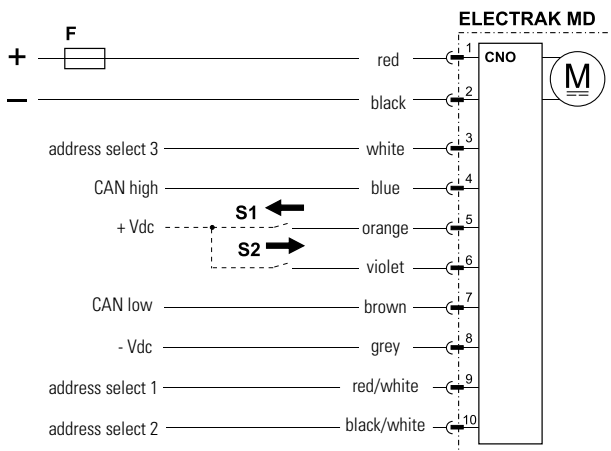 ELECTRAK MD
F
+ red 1 CNO M
– black 2
address select 3 white 3
CAN high blue 4
S1
+ Vdc orange 5
S2
violet 6
CAN low brown 7
- Vdc grey 8
address select 1 red/white 9
address select 2 black/white 10